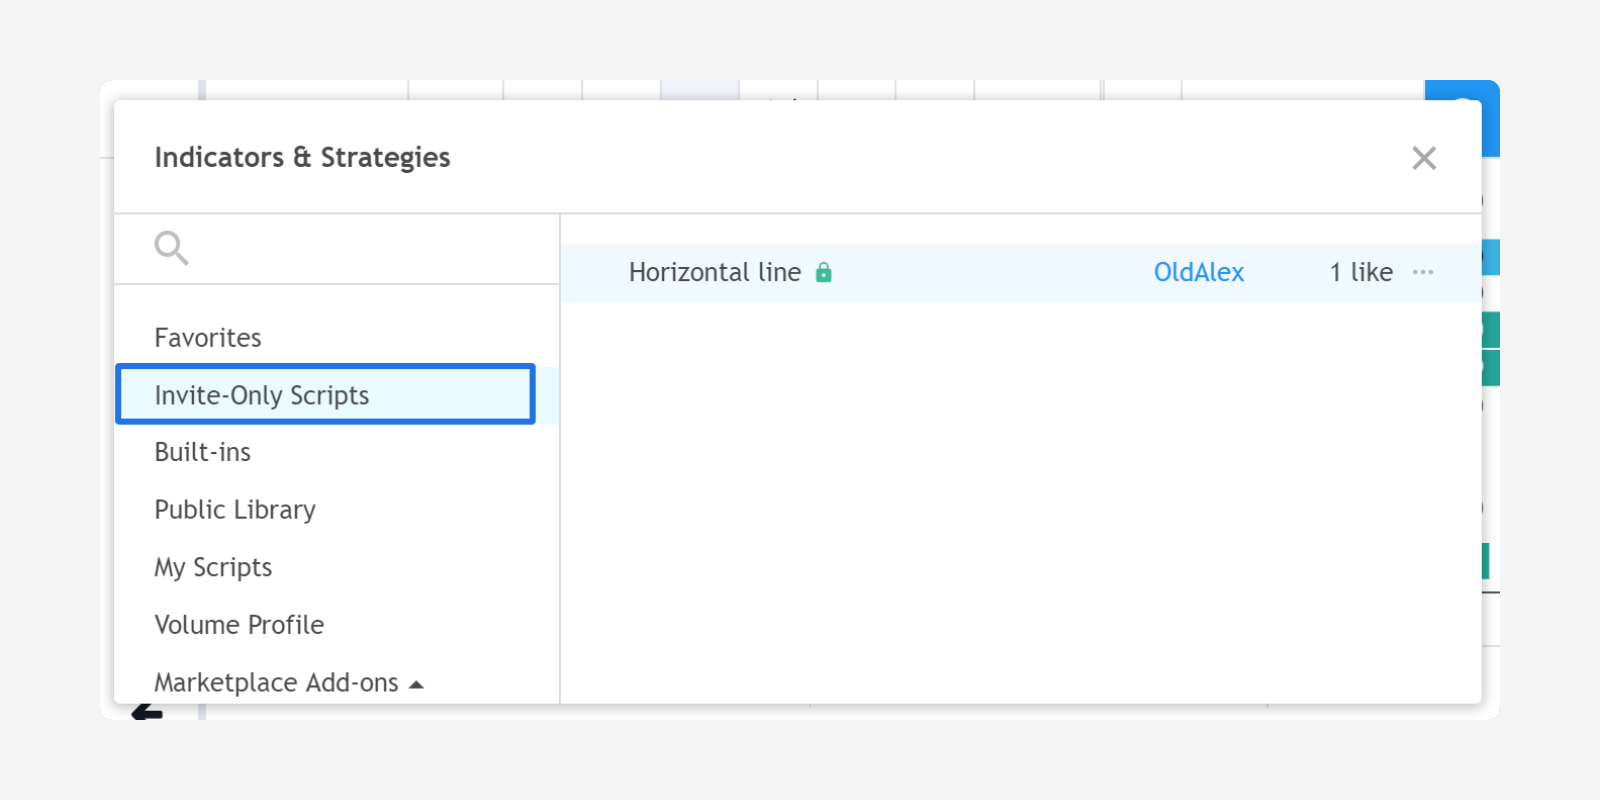 Indicators & Strategies
Horizontal line OldAlex 1 like
Favorites
Invite-Only Scripts
Built-ins
Public Library
My Scripts
Volume Profile
Marketplace Add-ons